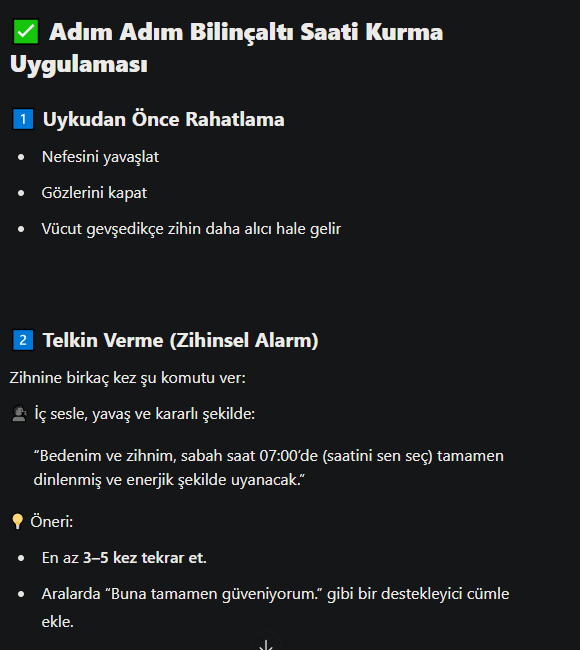 ✅ Adım Adım Bilinçaltı Saati Kurma
Uygulaması
1 Uykudan Önce Rahatlama
• Nefesini yavaşlat
• Gözlerini kapat
• Vücut gevşedikçe zihin daha alıcı hale gelir
2 Telkin Verme (Zihinsel Alarm)
Zihnine birkaç kez şu komutu ver:
🗣 İç sesle, yavaş ve kararlı şekilde:
“Bedenim ve zihnim, sabah saat 07:00’de (saatini sen seç) tamamen
dinlenmiş ve enerjik şekilde uyanacak.”
💡 Öneri:
• En az 3–5 kez tekrar et.
• Aralarda “Buna tamamen güveniyorum.” gibi bir destekleyici cümle
ekle.